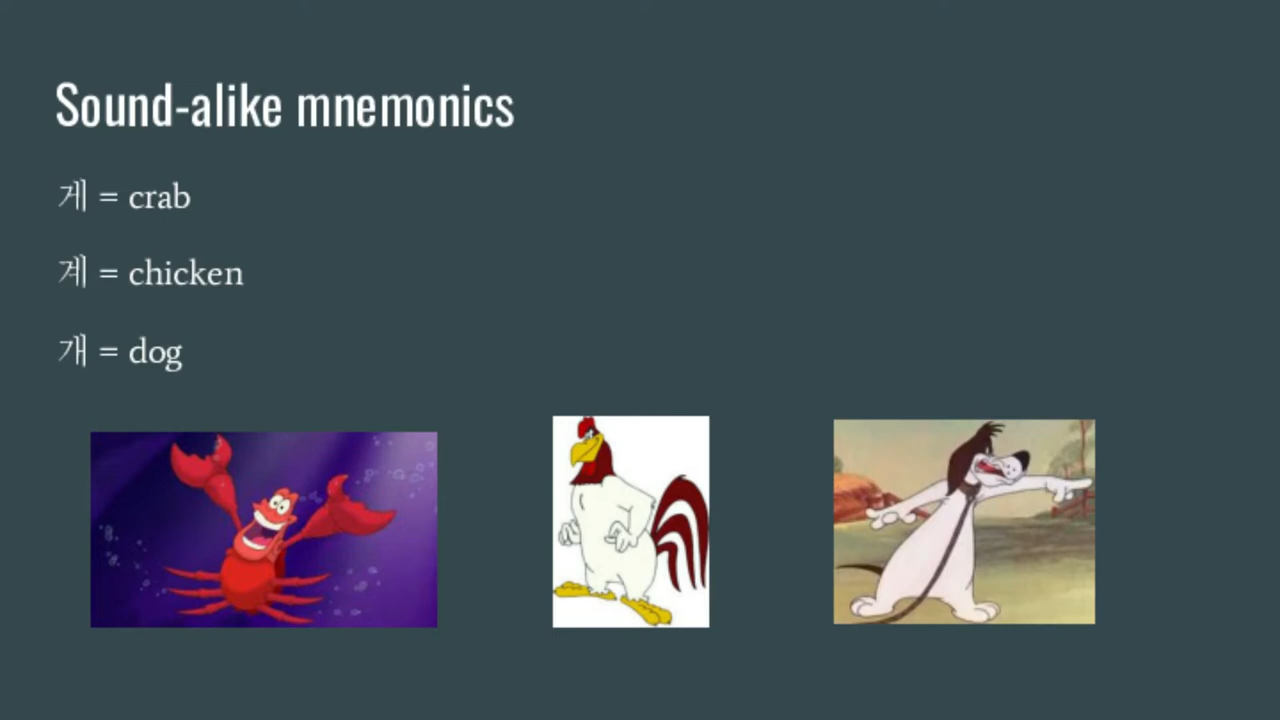 Sound-alike mnemonics
게 = crab
계 = chicken
개 = dog